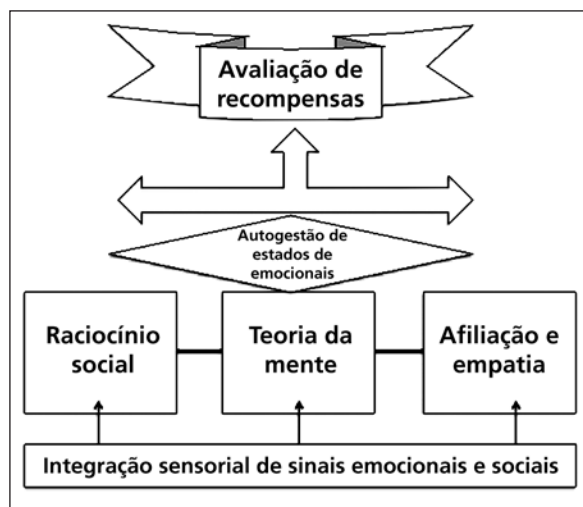 Avaliação de
recompensas
Autogestão de
estados de
emocionais
Raciocínio
social
Teoria da
mente
Afiliação e
empatia
Integração sensorial de sinais emocionais e sociais